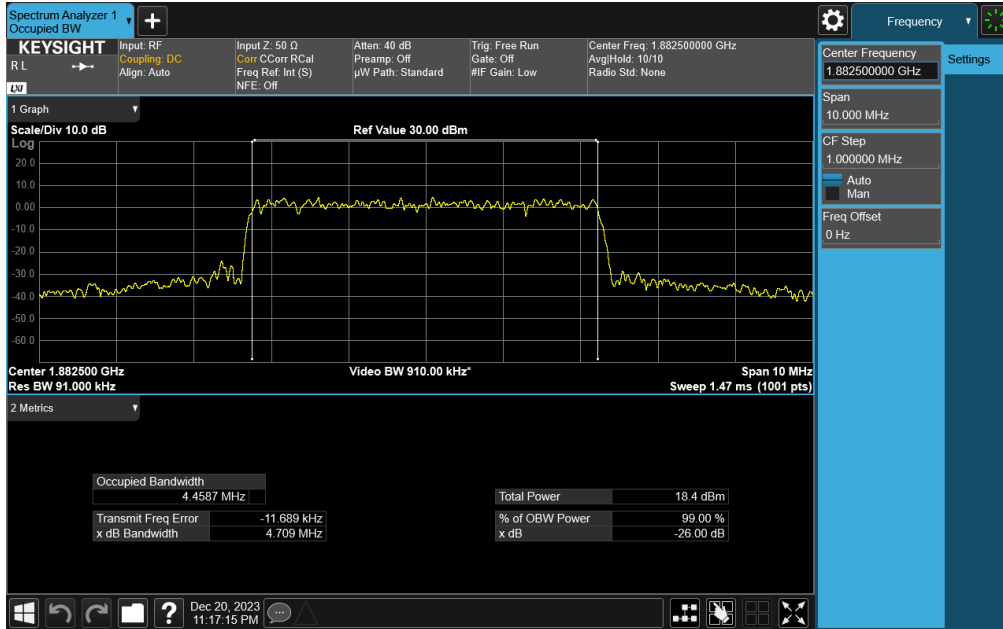 Spectrum Analyzer 1
Occupied BW
+
Frequency
KEYSIGHT
R L
LXI
Input: RF
Coupling: DC
Align: Auto
Input Z: 50 Ω
Corr CCorr RCal
Freq Ref: Int (S)
NFE: Off
Atten: 40 dB
Preamp: Off
µW Path: Standard
Trig: Free Run
Gate: Off
#IF Gain: Low
Center Freq: 1.882500000 GHz
Avg|Hold: 10/10
Radio Std: None
Center Frequency
1.882500000 GHz
Settings
Span
10.000 MHz
CF Step
1.000000 MHz
Auto
Man
Freq Offset
0 Hz
1 Graph
Scale/Div 10.0 dB
Ref Value 30.00 dBm
Log
20.0
10.0
0.00
-10.0
-20.0
-30.0
-40.0
-50.0
-60.0
Center 1.882500 GHz
Video BW 910.00 kHz*
Span 10 MHz
Res BW 91.000 kHz
Sweep 1.47 ms (1001 pts)
2 Metrics
Occupied Bandwidth
4.4587 MHz
Total Power 18.4 dBm
Transmit Freq Error -11.689 kHz
% of OBW Power 99.00 %
x dB Bandwidth 4.709 MHz
x dB -26.00 dB
?
Dec 20, 2023
11:17:15 PM